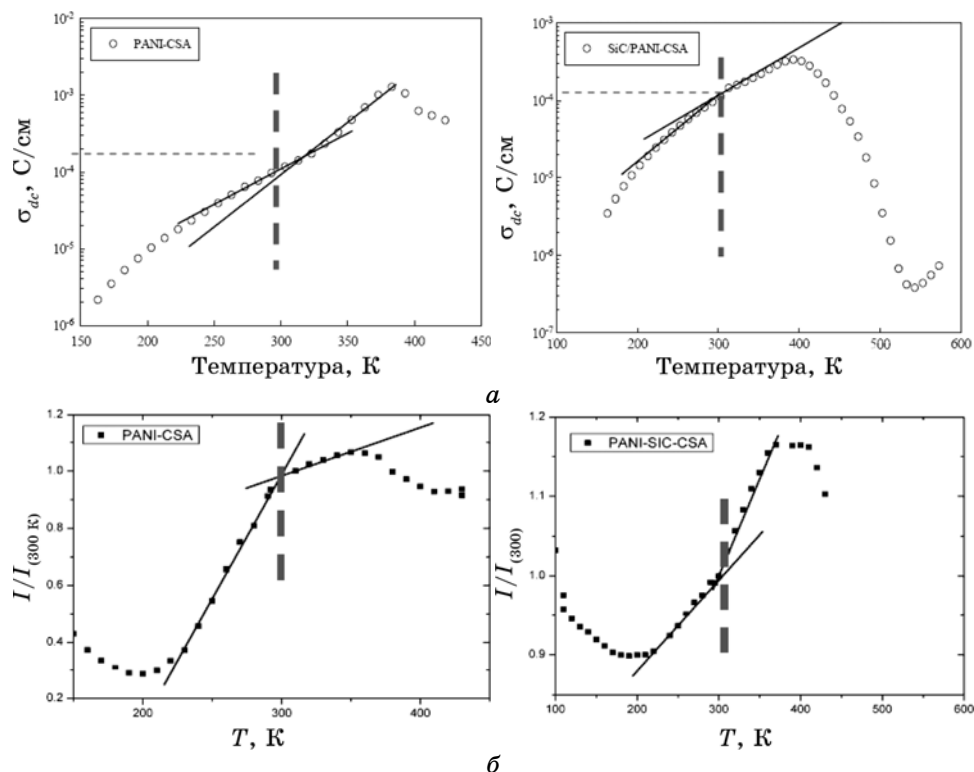 10⁻²
PANI-CSA
10⁻³
10⁻⁴
10⁻⁵
10⁻⁶
σ_dc, С/см
150 200 250 300 350 400 450
Температура, К
10⁻³
SiC/PANI-CSA
10⁻⁴
10⁻⁵
10⁻⁶
10⁻⁷
σ_dc, С/см
100 200 300 400 500 600
Температура, К
а
1.2
PANI-CSA
1.0
0.8
0.6
0.4
0.2
I/I(300 К)
200 300 400
T, К
1.2
PANI-SIC-CSA
1.1
1.0
0.9
I/I(300)
100 200 300 400 500 600
T, К
б